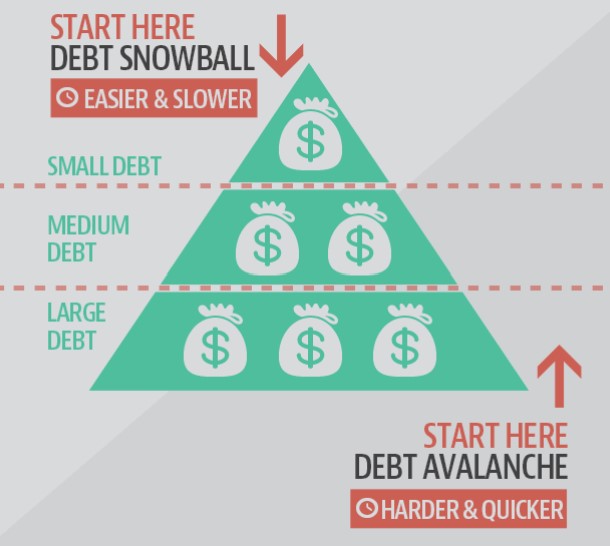 START HERE
DEBT SNOWBALL
EASIER & SLOWER
$
SMALL DEBT
MEDIUM
DEBT
$ $
LARGE
DEBT
$ $ $
START HERE
DEBT AVALANCHE
HARDER & QUICKER